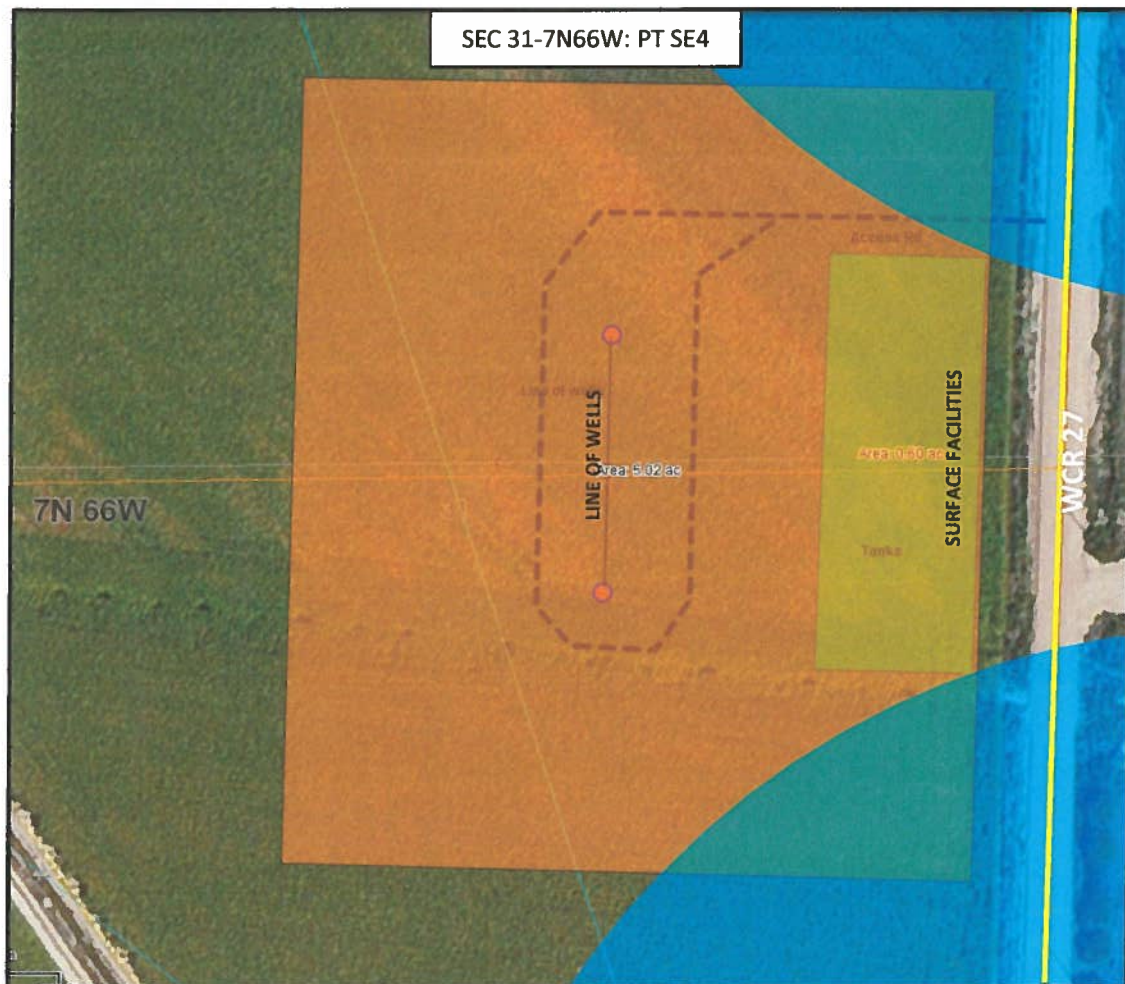 SEC 31-7N66W: PT SE4
Access Rd
Line of wells
LINE OF WELLS
Area: 5.02 ac
Area: 0.60 ac
SURFACE FACILITIES
WCR 27
7N 66W
Tanks
a